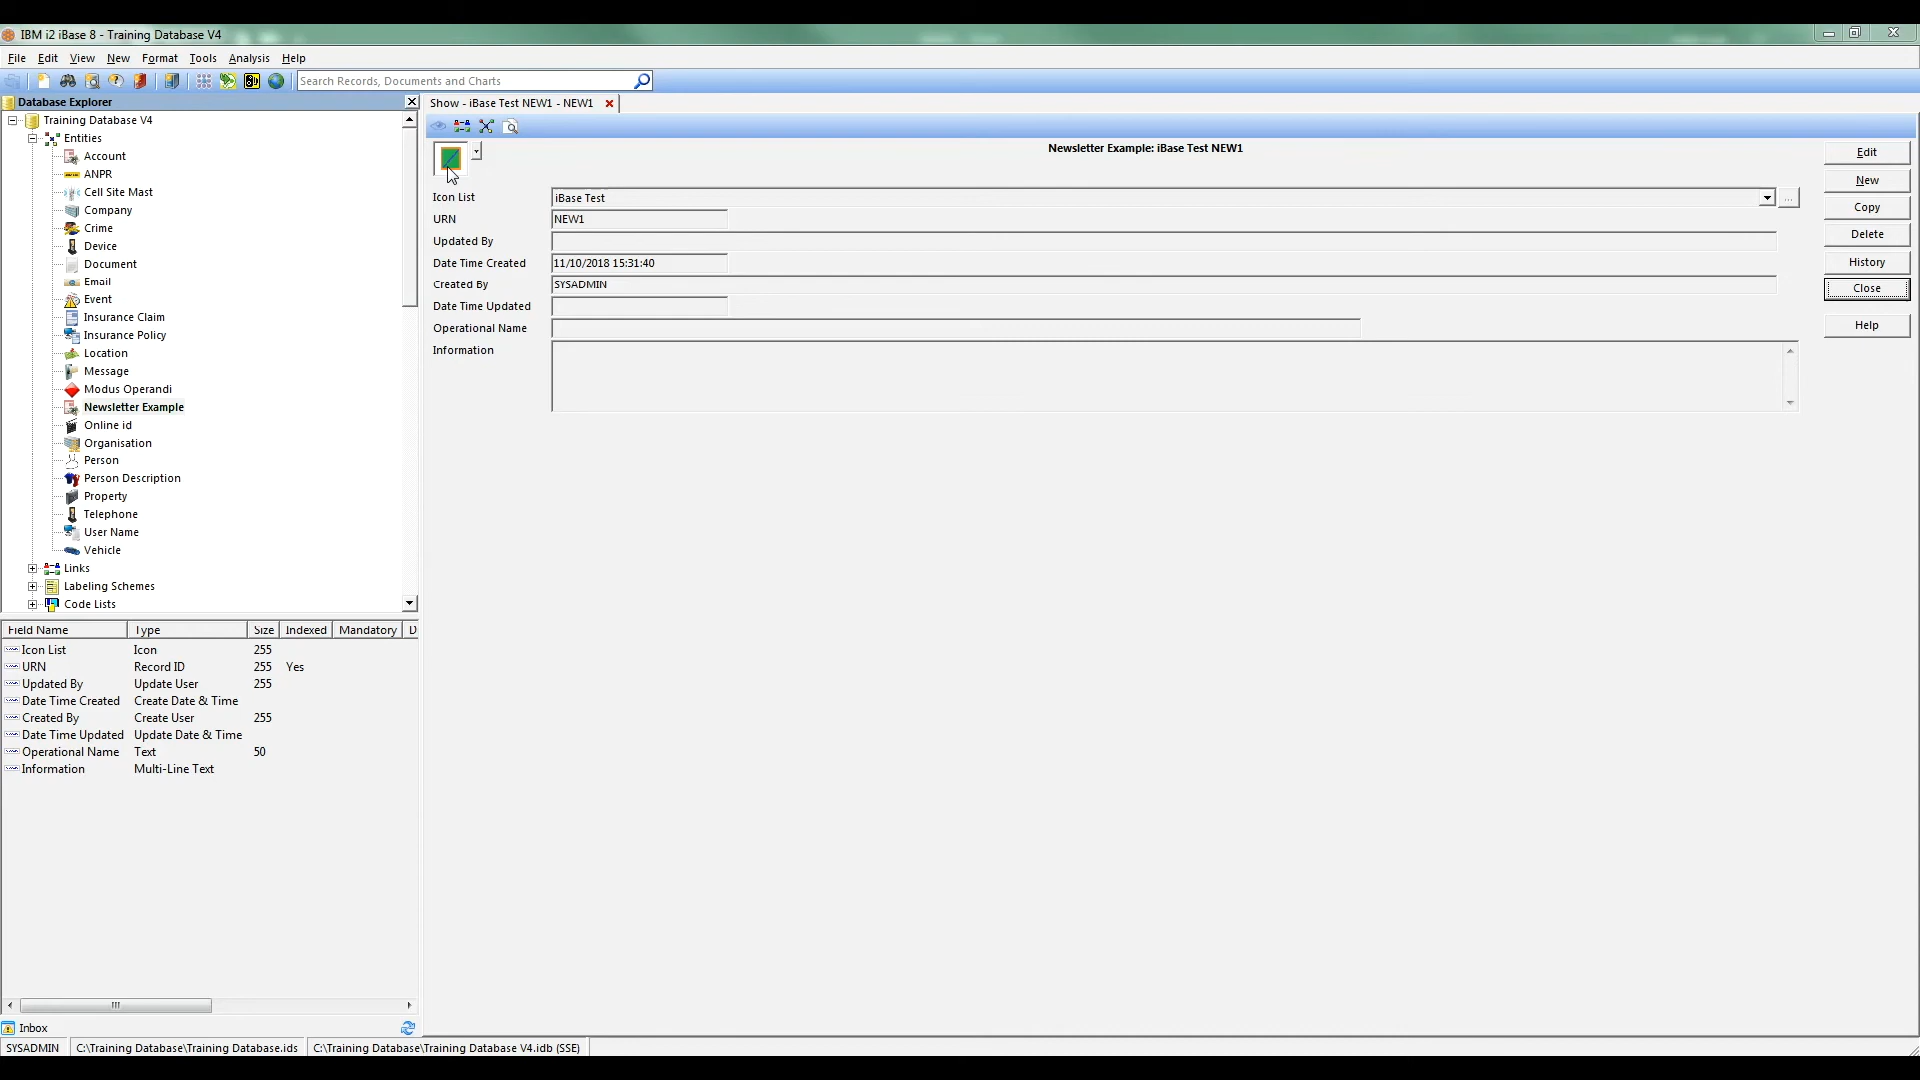 IBM i2 iBase 8 - Training Database V4
File Edit View New Format Tools Analysis Help
Search Records, Documents and Charts
Database Explorer
Training Database V4
Entities
Account
ANPR
Cell Site Mast
Company
Crime
Device
Document
Email
Event
Insurance Claim
Insurance Policy
Location
Message
Modus Operandi
Newsletter Example
Online id
Organisation
Person
Person Description
Property
Telephone
User Name
Vehicle
Links
Labeling Schemes
Code Lists
Field Name Type Size Indexed Mandatory D
Icon List Icon 255
URN Record ID 255 Yes
Updated By Update User 255
Date Time Created Create Date & Time
Created By Create User 255
Date Time Updated Update Date & Time
Operational Name Text 50
Information Multi-Line Text
Inbox
Show - iBase Test NEW1 - NEW1
Newsletter Example: iBase Test NEW1
Icon List iBase Test ...
URN NEW1
Updated By
Date Time Created 11/10/2018 15:31:40
Created By SYSADMIN
Date Time Updated
Operational Name
Information
Edit
New
Copy
Delete
History
Close
Help
SYSADMIN C:\Training Database\Training Database.ids C:\Training Database\Training Database V4.idb (SSE)